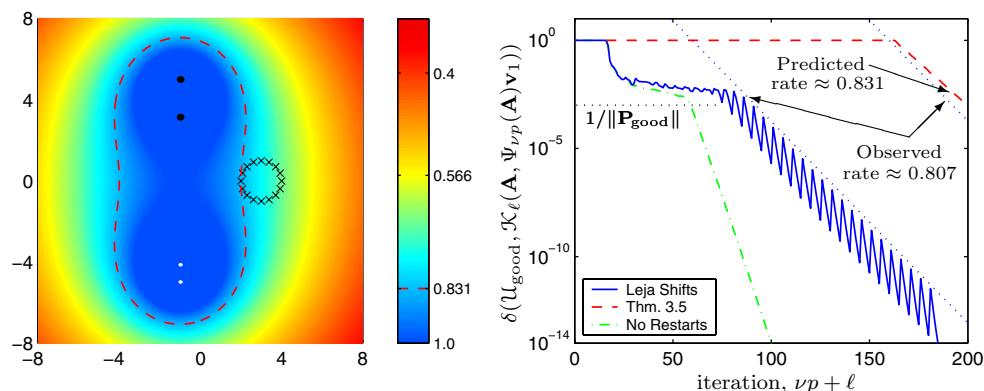 8
4
0
−4
−8
−8
−4
0
4
8
0.4
0.566
0.831
1.0
δ(𝒰good, 𝒦ℓ(A, Ψνp(A)v1))
10^0
10^−5
10^−10
10^−14
0
50
100
150
200
iteration, νp + ℓ
Predicted
rate ≈ 0.831
1/‖Pgood‖
Observed
rate ≈ 0.807
Leja Shifts
Thm. 3.5
No Restarts